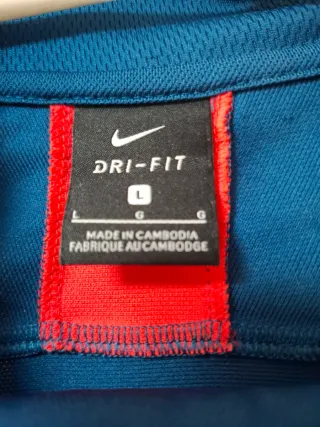 DRI-FIT
L
L G G
MADE IN CAMBODIA
FABRIQUE AU CAMBODGE